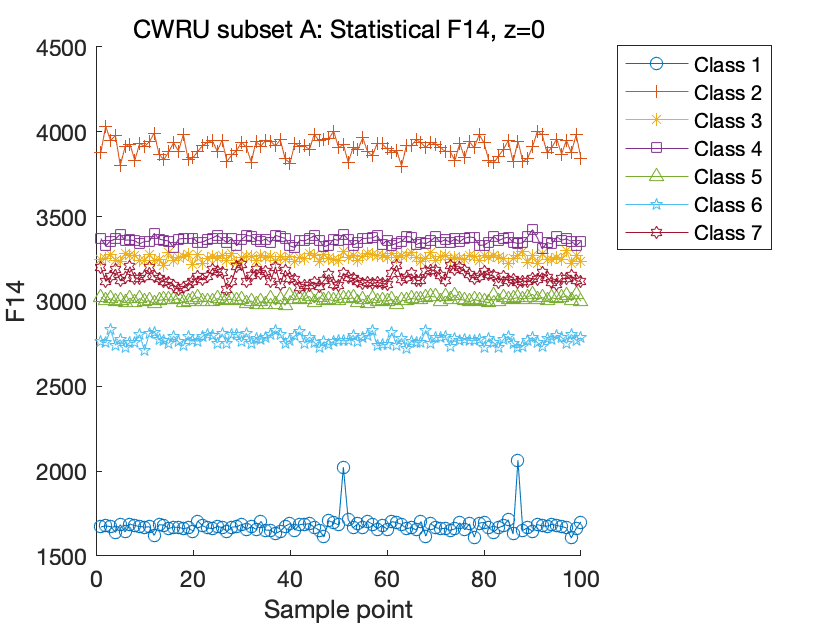 CWRU subset A: Statistical F14, z=0
4500
4000
3500
3000
2500
2000
1500
F14
0
20
40
60
80
100
Sample point
Class 1
Class 2
Class 3
Class 4
Class 5
Class 6
Class 7